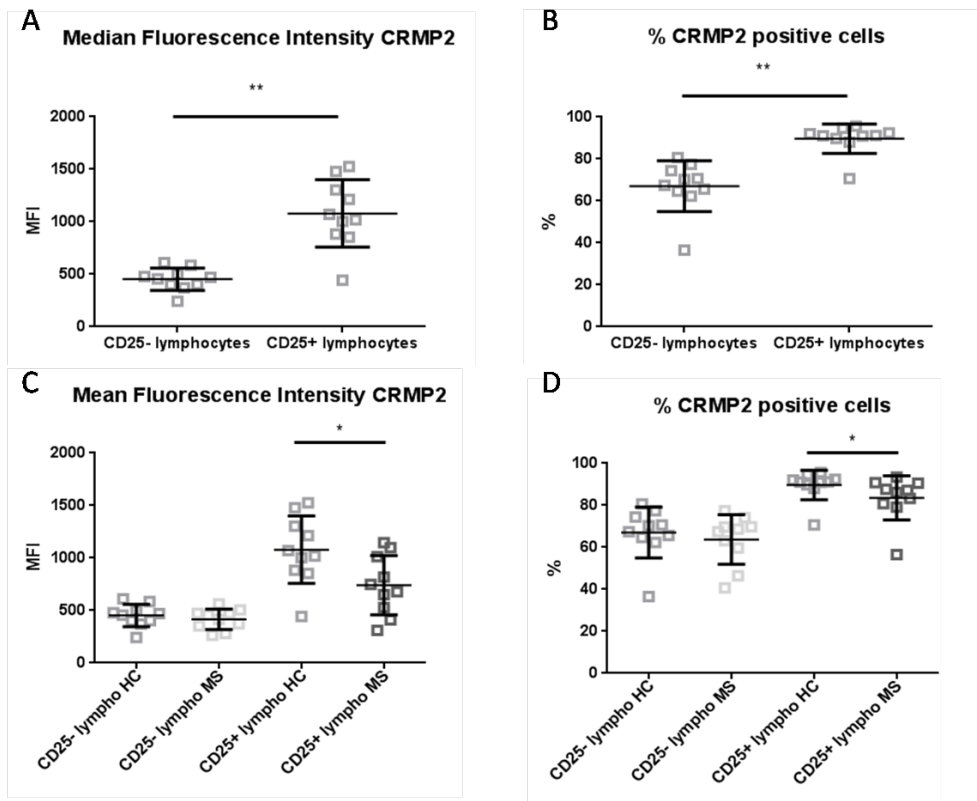 A
Median Fluorescence Intensity CRMP2
**
2000
1500
1000
500
0
MFI
CD25- lymphocytes
CD25+ lymphocytes
B
% CRMP2 positive cells
**
100
80
60
40
20
0
%
CD25- lymphocytes
CD25+ lymphocytes
C
Mean Fluorescence Intensity CRMP2
*
2000
1500
1000
500
0
MFI
CD25- lympho HC
CD25- lympho MS
CD25+ lympho HC
CD25+ lympho MS
D
% CRMP2 positive cells
*
100
80
60
40
20
0
%
CD25- lympho HC
CD25- lympho MS
CD25+ lympho HC
CD25+ lympho MS